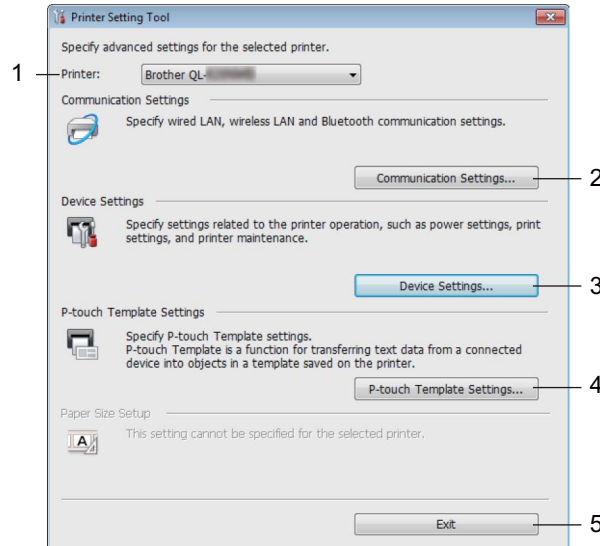 Printer Setting Tool
Specify advanced settings for the selected printer.
1
Printer:
Brother QL-
Communication Settings
Specify wired LAN, wireless LAN and Bluetooth communication settings.
Communication Settings...
2
Device Settings
Specify settings related to the printer operation, such as power settings, print
settings, and printer maintenance.
Device Settings...
3
P-touch Template Settings
Specify P-touch Template settings.
P-touch Template is a function for transferring text data from a connected
device into objects in a template saved on the printer.
P-touch Template Settings...
4
Paper Size Setup
This setting cannot be specified for the selected printer.
Exit
5